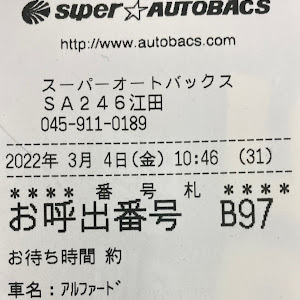 super☆AUTOBACS
http://www.autobacs.com
スーパーオートバックス
ＳＡ２４６江田
045-911-0189
2022年 3月 4日(金) 10:46 (31)
**** 番 号 札 ****
お呼出番号 B97
お待ち時間 約
車名：ｱﾙﾌｧｰﾄﾞ